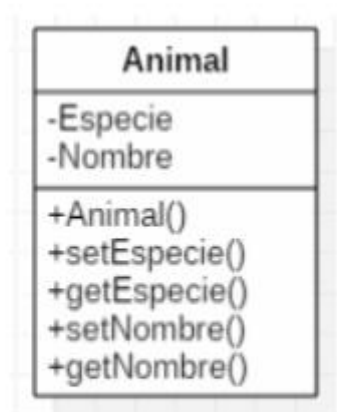 Animal
-Especie
-Nombre
+Animal()
+setEspecie()
+getEspecie()
+setNombre()
+getNombre()